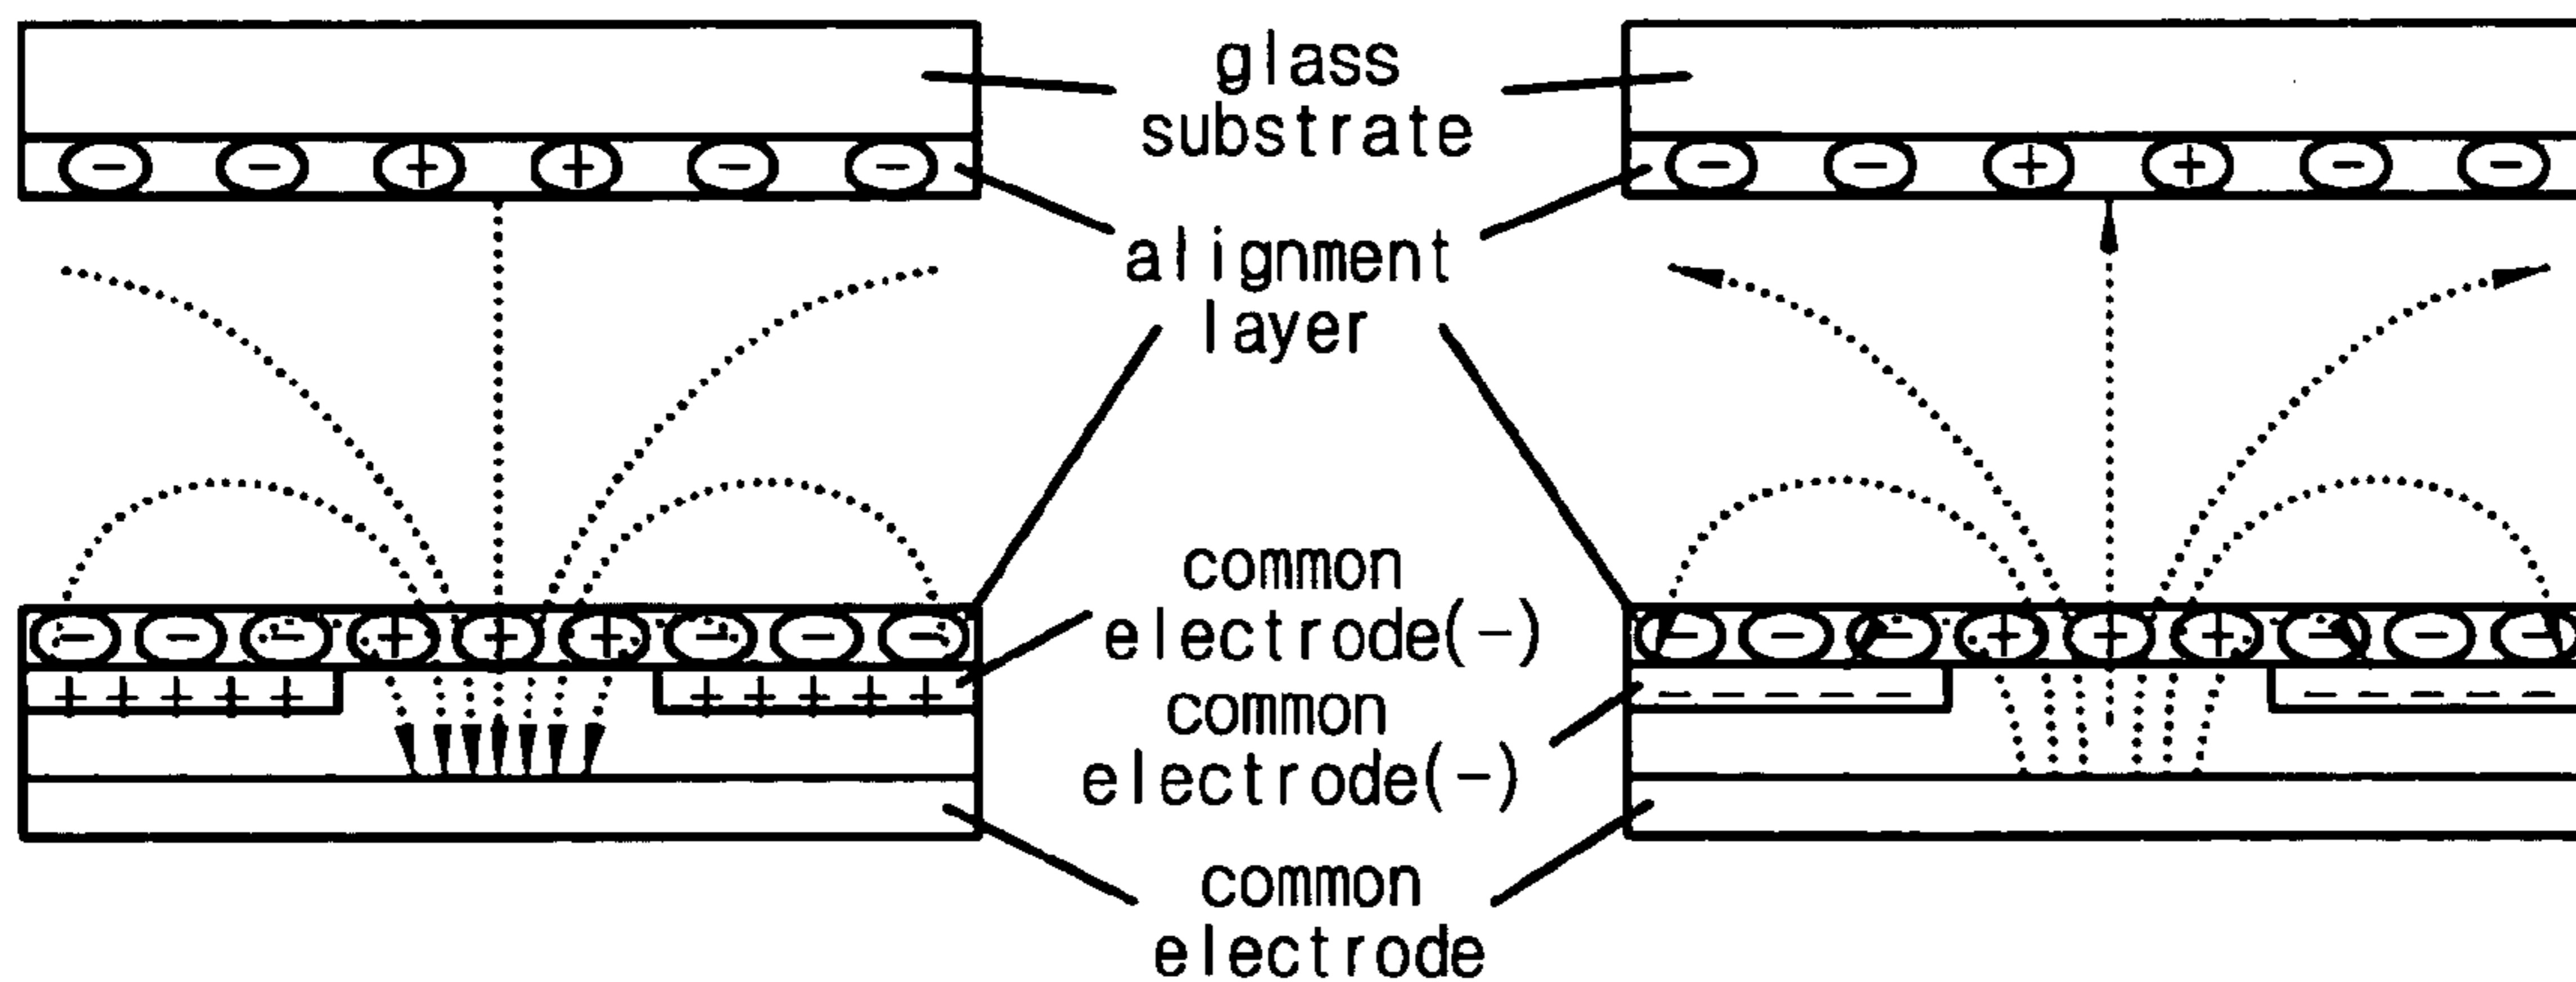 glass
substrate
− − + + − −
− − + + − −
alignment
layer
common
electrode(−)
− − − + + + − − −
− − − + + + − − −
+ + + + +
+ + + + +
− − − − −
− − − − −
common
electrode(−)
common
electrode